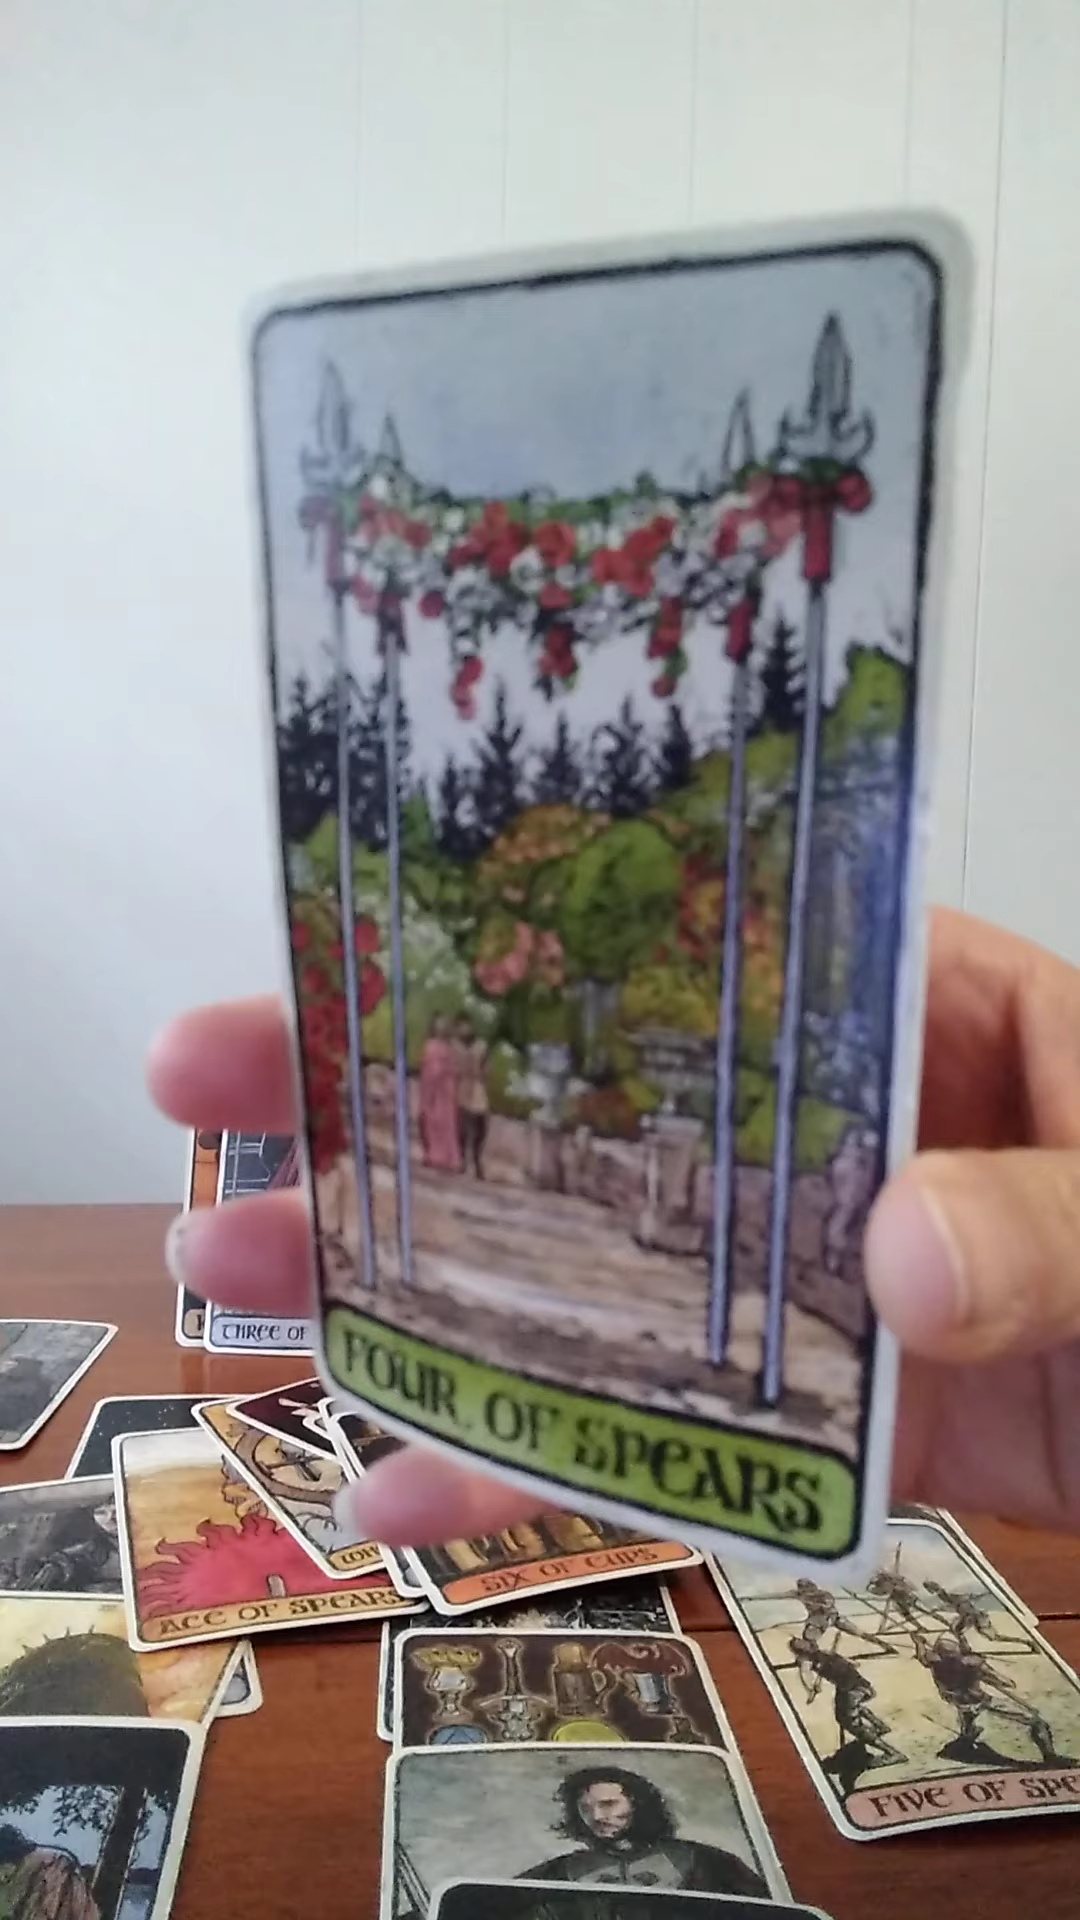 FOUR OF SPEARS
THREE OF
ACE OF SPEARS
SIX OF CUPS
FIVE OF SPE